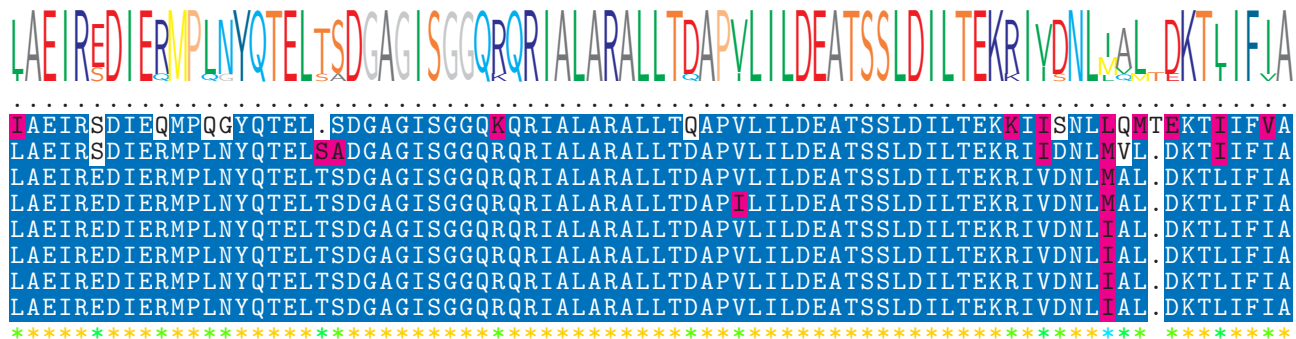 LAEIREDIERMPLNYQTELTSDGAGISGGQRQRIALARALLTDAPVLILDEATSSLDILTEKRIVDNLIAL DKTLIFIA
................................................................................
IAEIRSDIEQMPQGYQTEL.SDGAGISGGQKQRIALARALLTQAPVLILDEATSSLDILTEKKIISNLLQMTEKTIIFVA
LAEIRSDIERMPLNYQTELSADGAGISGGQRQRIALARALLTDAPVLILDEATSSLDILTEKRIIDNLMVL.DKTIIFIA
LAEIREDIERMPLNYQTELTSDGAGISGGQRQRIALARALLTDAPVLILDEATSSLDILTEKRIVDNLMAL.DKTLIFIA
LAEIREDIERMPLNYQTELTSDGAGISGGQRQRIALARALLTDAPILILDEATSSLDILTEKRIVDNLMAL.DKTLIFIA
LAEIREDIERMPLNYQTELTSDGAGISGGQRQRIALARALLTDAPVLILDEATSSLDILTEKRIVDNLIAL.DKTLIFIA
LAEIREDIERMPLNYQTELTSDGAGISGGQRQRIALARALLTDAPVLILDEATSSLDILTEKRIVDNLIAL.DKTLIFIA
LAEIREDIERMPLNYQTELTSDGAGISGGQRQRIALARALLTDAPVLILDEATSSLDILTEKRIVDNLIAL.DKTLIFIA
LAEIREDIERMPLNYQTELTSDGAGISGGQRQRIALARALLTDAPVLILDEATSSLDILTEKRIVDNLIAL.DKTLIFIA
*********************************************************************** ********